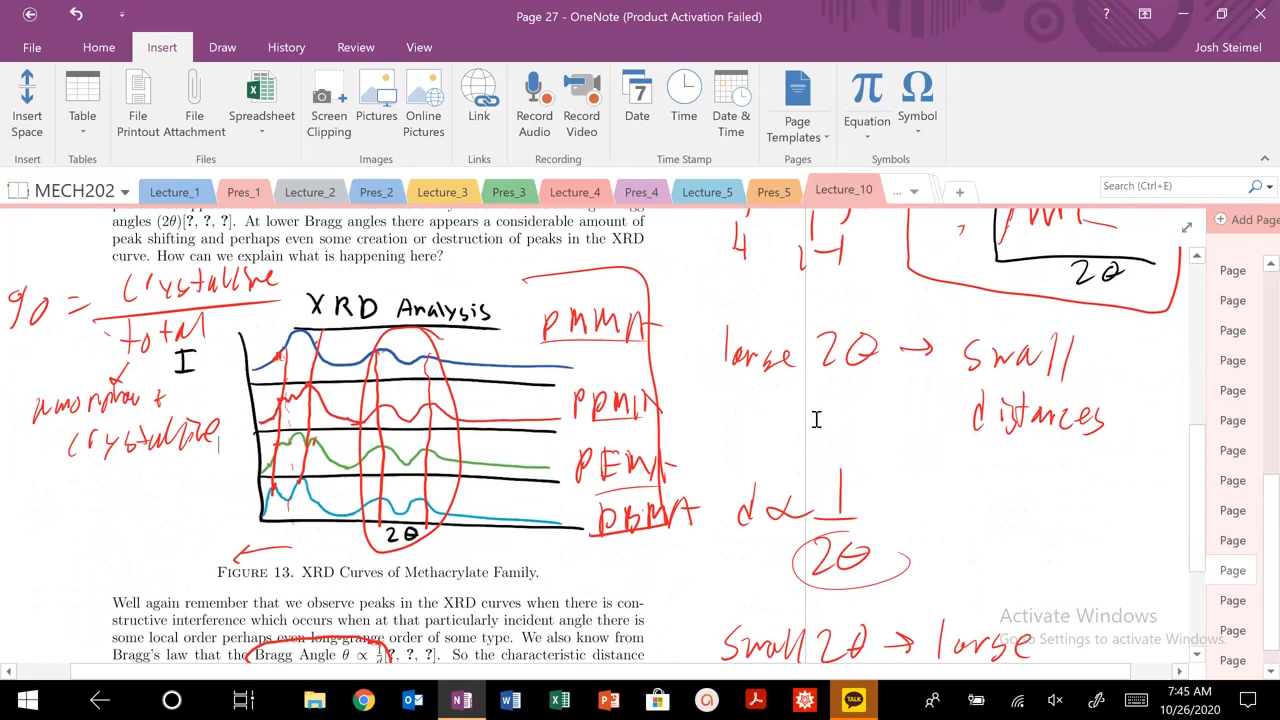 Page 27 - OneNote (Product Activation Failed)
File Home Insert Draw History Review View Josh Steimel
Insert Space
Table
File Printout
File Attachment
Spreadsheet
Screen Clipping
Pictures
Online Pictures
Link
Record Audio
Record Video
Date
Time
Date & Time
Page Templates
Equation
Symbol
Insert Tables Files Images Links Recording Time Stamp Pages Symbols
MECH202 Lecture_1 Pres_1 Lecture_2 Pres_2 Lecture_3 Pres_3 Lecture_4 Pres_4 Lecture_5 Pres_5 Lecture_10 ... Search (Ctrl+E)
Add Page
angles (2θ)[?, ?, ?]. At lower Bragg angles there appears a considerable amount of
peak shifting and perhaps even some creation or destruction of peaks in the XRD
curve. How can we explain what is happening here?
% = crystalline
total
amorphous +
crystalline
XRD Analysis
I
PMMA
PEMA
PBMA
2θ
FIGURE 13. XRD Curves of Methacrylate Family.
Well again remember that we observe peaks in the XRD curves when there is con-
structive interference which occurs when at that particularly incident angle there is
some local order perhaps even long-grange order of some type. We also know from
Bragg's law that the Bragg Angle θ ∝ 1/d[?, ?, ?]. So the characteristic distance
4
2θ
large 2θ → small
distances
d ∝ 1
2θ
small 2θ → large
Page
Page
Page
Page
Page
Page
Page
Page
Page
Page
Page
Page
Page
Page
Activate Windows
Go to Settings to activate Windows.
TALK
7:45 AM
10/26/2020